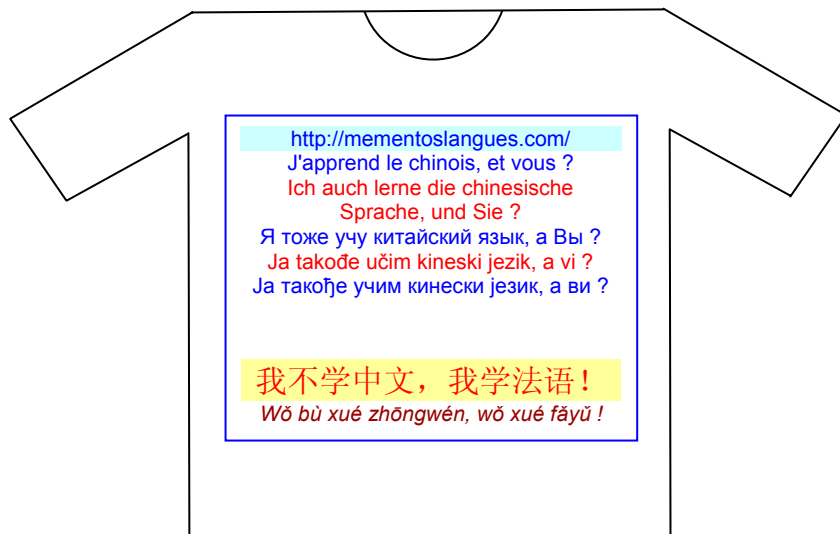 http://mementoslangues.com/
J'apprend le chinois, et vous ?
Ich auch lerne die chinesische
Sprache, und Sie ?
Я тоже учу китайский язык, а Вы ?
Ja takođe učim kineski jezik, a vi ?
Ја такође учим кинески језик, а ви ?
我不学中文，我学法语！
Wǒ bù xué zhōngwén, wǒ xué fǎyǔ !